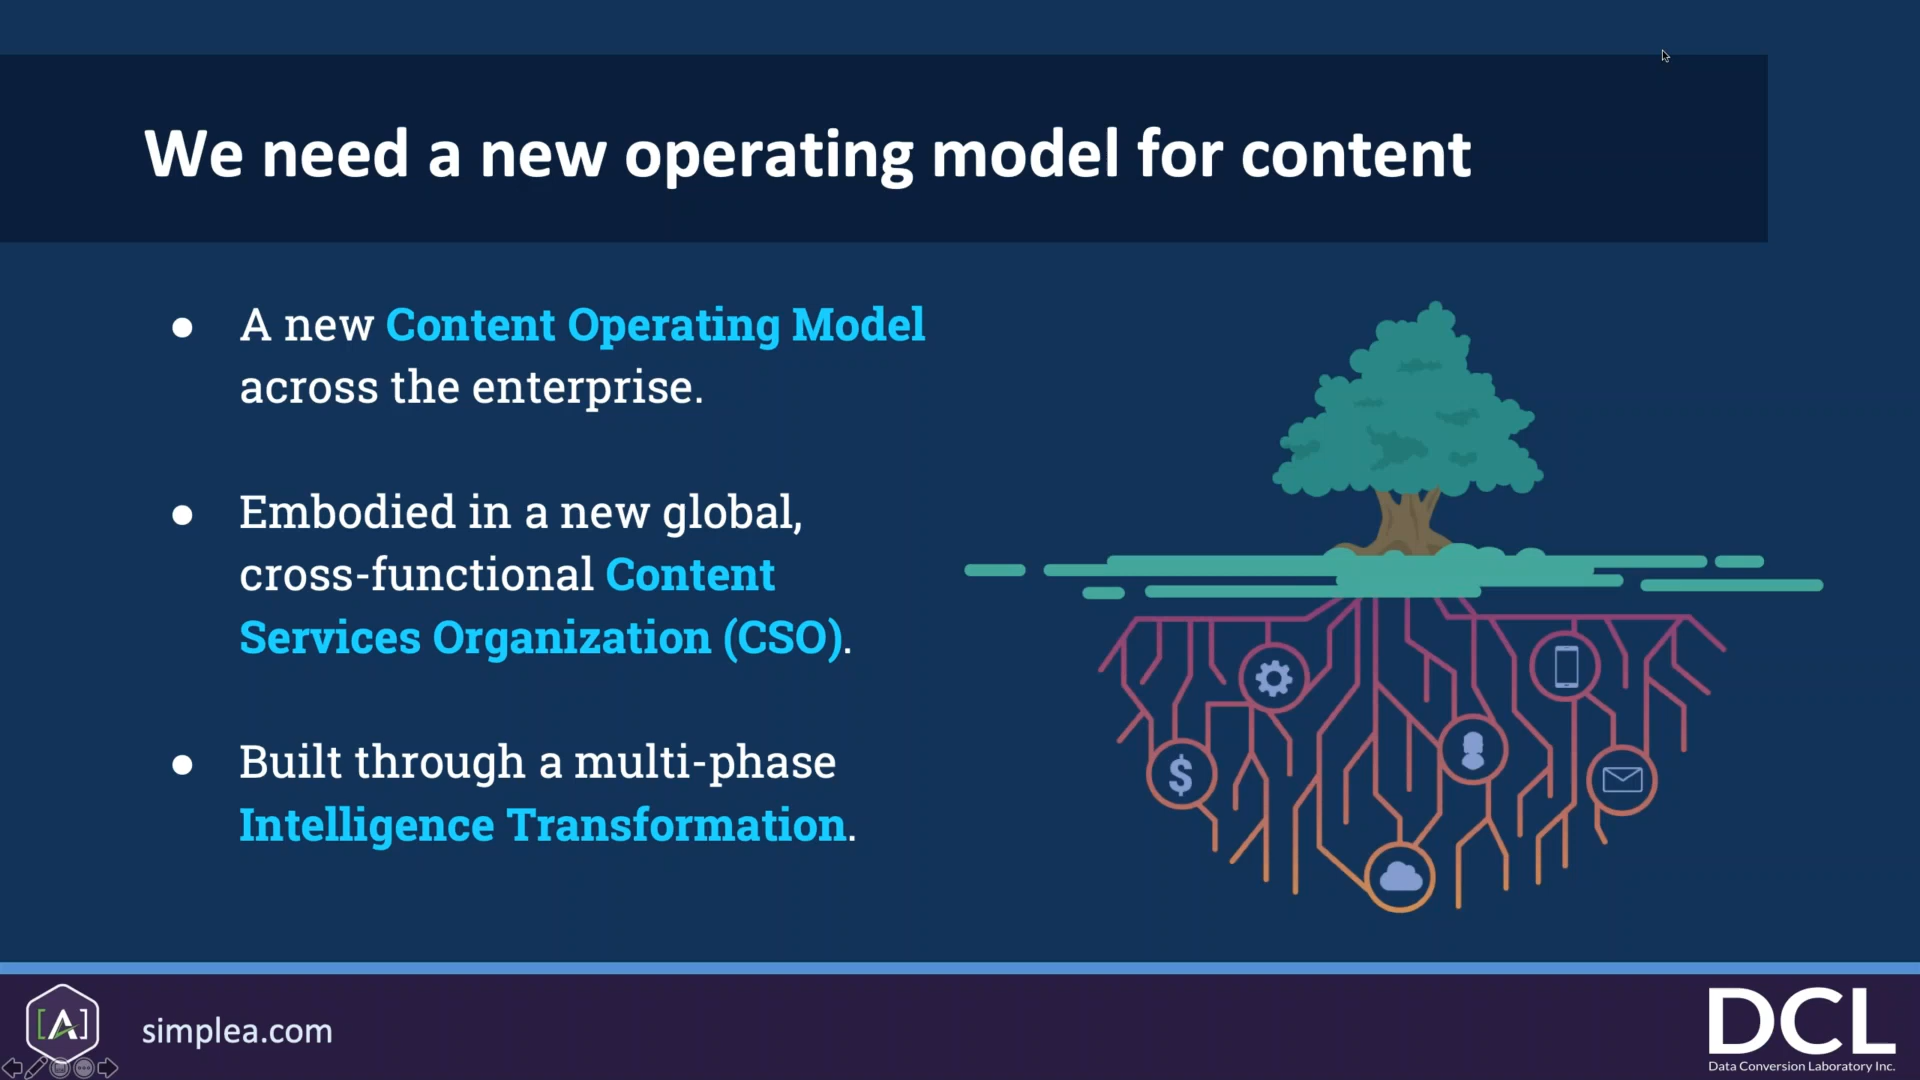 We need a new operating model for content
● A new Content Operating Model
across the enterprise.
● Embodied in a new global,
cross-functional Content
Services Organization (CSO).
● Built through a multi-phase
Intelligence Transformation.
$
[A]
simplea.com
DCL
Data Conversion Laboratory Inc.